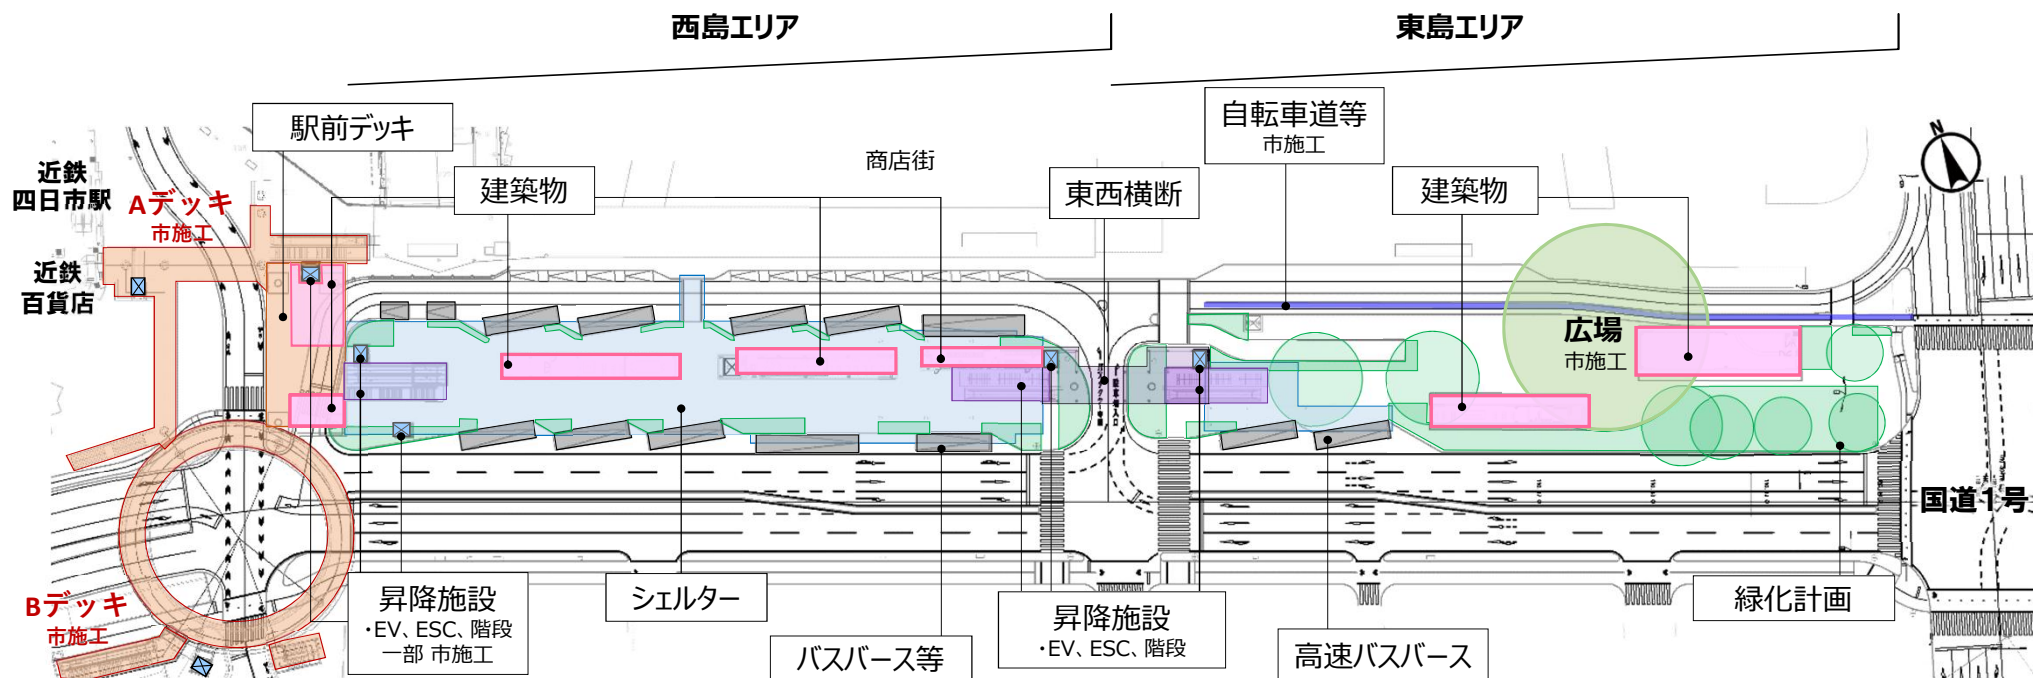 西島エリア
東島エリア
駅前デッキ
自転車道等
市施工
N
近鉄
四日市駅
商店街
建築物
東西横断
建築物
Aデッキ
市施工
近鉄
百貨店
広場
市施工
国道1号
昇降施設
・EV、ESC、階段
一部 市施工
シェルター
昇降施設
・EV、ESC、階段
緑化計画
Bデッキ
市施工
バスバース等
高速バスバース